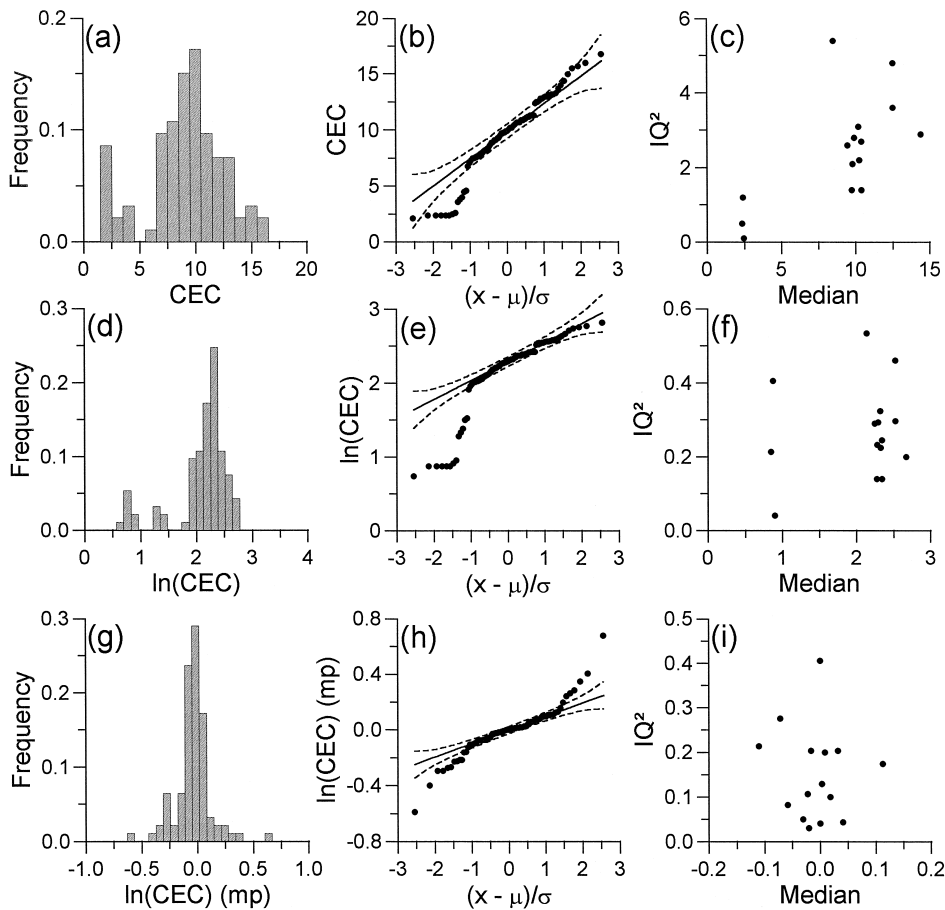 (a)
0.2
0.1
0.0
Frequency
0 5 10 15 20
CEC
(b)
20
15
10
5
0
CEC
-3 -2 -1 0 1 2 3
(x - μ)/σ
(c)
6
4
2
0
IQ²
0 5 10 15
Median
(d)
0.3
0.2
0.1
0.0
Frequency
0 1 2 3 4
ln(CEC)
(e)
3
2
1
0
ln(CEC)
-3 -2 -1 0 1 2 3
(x - μ)/σ
(f)
0.6
0.4
0.2
0.0
IQ²
0 1 2 3
Median
(g)
0.3
0.2
0.1
0.0
Frequency
-1.0 -0.5 0.0 0.5 1.0
ln(CEC) (mp)
(h)
0.8
0.4
0.0
-0.4
-0.8
ln(CEC) (mp)
-3 -2 -1 0 1 2 3
(x - μ)/σ
(i)
0.5
0.4
0.3
0.2
0.1
0.0
IQ²
-0.2 -0.1 0.0 0.1 0.2
Median